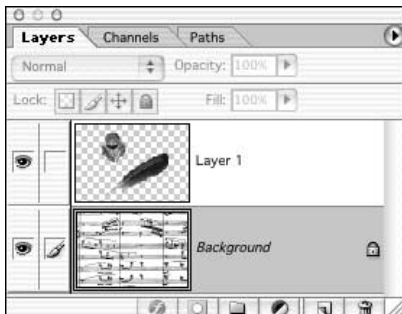 Layers Channels Paths
Normal Opacity: 100%
Lock: Fill: 100%
Layer 1
Background